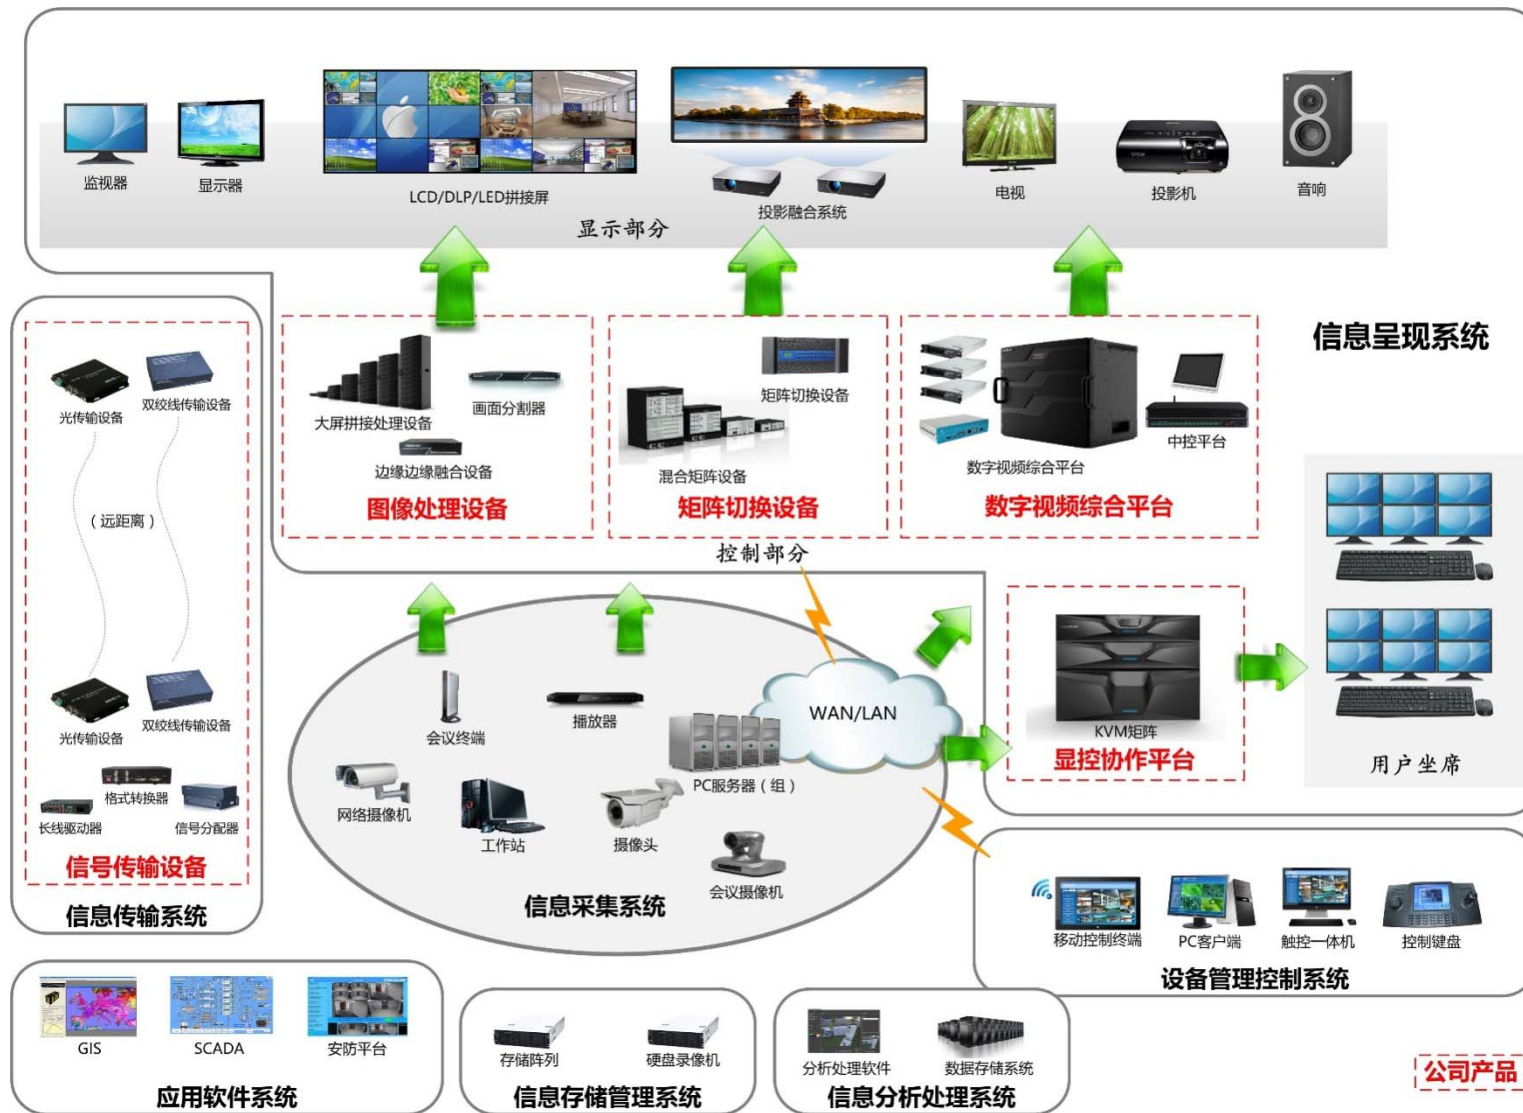 监视器
显示器
LCD/DLP/LED拼接屏
投影融合系统
电视
投影机
音响
显示部分
信息呈现系统
光传输设备
双绞线传输设备
（远距离）
光传输设备
双绞线传输设备
格式转换器
长线驱动器
信号分配器
信号传输设备
信息传输系统
大屏拼接处理设备
画面分割器
边缘边缘融合设备
图像处理设备
矩阵切换设备
混合矩阵设备
矩阵切换设备
数字视频综合平台
中控平台
数字视频综合平台
控制部分
会议终端
播放器
WAN/LAN
PC服务器（组）
网络摄像机
工作站
摄像头
会议摄像机
信息采集系统
KVM矩阵
显控协作平台
用户坐席
移动控制终端
PC客户端
触控一体机
控制键盘
设备管理控制系统
GIS
SCADA
安防平台
应用软件系统
存储阵列
硬盘录像机
信息存储管理系统
分析处理软件
数据存储系统
信息分析处理系统
公司产品